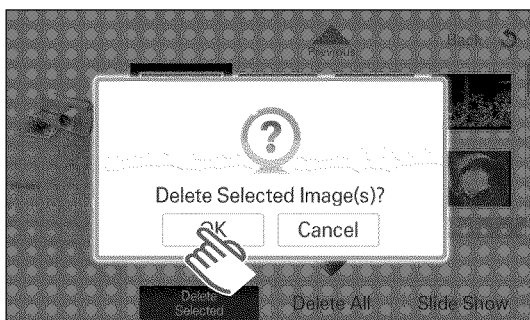 Previous
Back
?
Delete Selected Image(s)?
OK
Cancel
Delete
Selected
Delete All
Slide Show